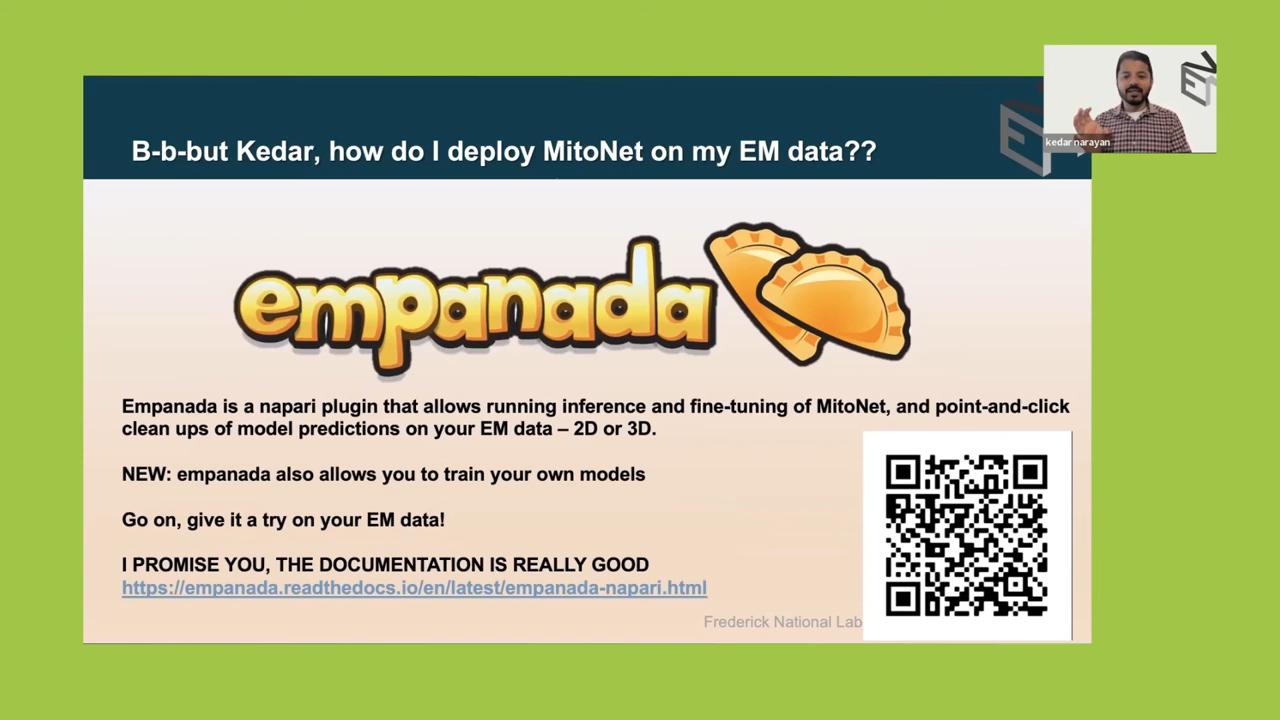 B-b-but Kedar, how do I deploy MitoNet on my EM data??
kedar narayan
empanada
Empanada is a napari plugin that allows running inference and fine-tuning of MitoNet, and point-and-click
clean ups of model predictions on your EM data – 2D or 3D.
NEW: empanada also allows you to train your own models
Go on, give it a try on your EM data!
I PROMISE YOU, THE DOCUMENTATION IS REALLY GOOD
https://empanada.readthedocs.io/en/latest/empanada-napari.html
Frederick National Lab